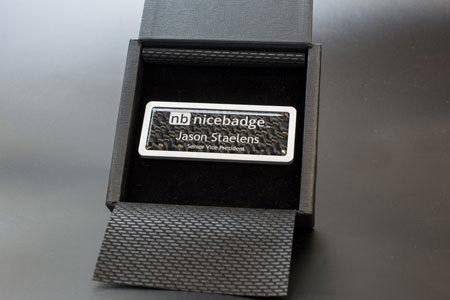 nb nicebadge
Jason Staelens
Senior Vice President